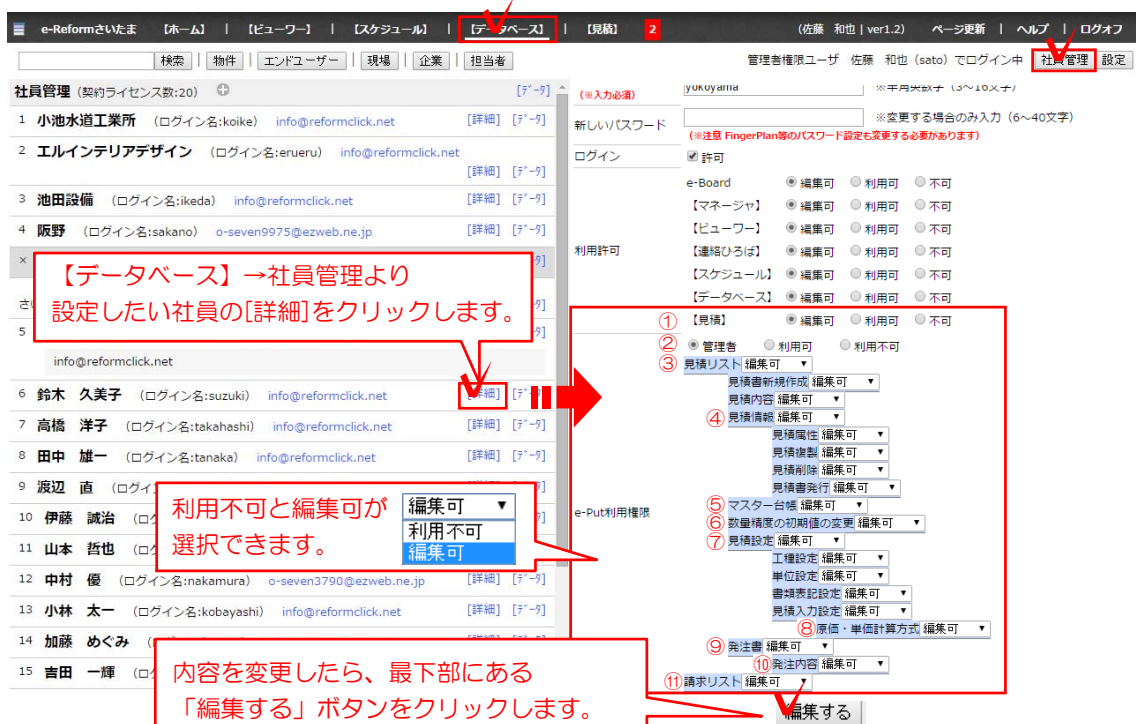 e-Reformさいたま 【ホーム】 | 【ビューワー】 | 【スケジュール】 | 【データベース】 | 【見積】 2 (佐藤 和也 | ver1.2) ページ更新 | ヘルプ | ログオフ
検索 | 物件 | エンドユーザー | 現場 | 企業 | 担当者 管理者権限ユーザ 佐藤 和也 (sato) でログイン中 社員管理 設定
社員管理 (契約ライセンス数:20) [データ]
1 小池水道工業所 (ログイン名:koike) info@reformclick.net [詳細] [データ]
2 エルインテリアデザイン (ログイン名:erueru) info@reformclick.net
[詳細] [データ]
3 池田設備 (ログイン名:ikeda) info@reformclick.net [詳細] [データ]
4 阪野 (ログイン名:sakano) o-seven9975@ezweb.ne.jp [詳細] [データ]
×
さい
5
【データベース】→社員管理より
設定したい社員の[詳細]をクリックします。
info@reformclick.net
6 鈴木 久美子 (ログイン名:suzuki) info@reformclick.net [詳細] [データ]
7 高橋 洋子 (ログイン名:takahashi) info@reformclick.net [詳細] [データ]
8 田中 雄一 (ログイン名:tanaka) info@reformclick.net [詳細] [データ]
9 渡辺 直 (ログイ
10 伊藤 誠治 (ログ
11 山本 哲也 (ログ
利用不可と編集可が
選択できます。
編集可 ▼
利用不可
編集可
12 中村 優 (ログイン名:nakamura) o-seven3790@ezweb.ne.jp [詳細] [データ]
13 小林 太一 (ログイン名:kobayashi) info@reformclick.net [詳細] [データ]
14 加藤 めぐみ (
15 吉田 一輝 (ログ
内容を変更したら、最下部にある
「編集する」ボタンをクリックします。
(※入力必須) yokoyama ※半角英数字 (3~16文字)
新しいパスワード ※変更する場合のみ入力 (6~40文字)
(※注意 FingerPlan等のパスワード設定も変更する必要があります)
ログイン 許可
利用許可
e-Board 編集可 利用可 不可
【マネージャ】 編集可 利用可 不可
【ビューワー】 編集可 利用可 不可
【連絡ひろば】 編集可 利用可 不可
【スケジュール】 編集可 利用可 不可
【データベース】 編集可 利用可 不可
① 【見積】 編集可 利用可 不可
e-Put利用権限
② 管理者 利用可 利用不可
③ 見積リスト 編集可 ▼
見積書新規作成 編集可 ▼
見積内容 編集可 ▼
④ 見積情報 編集可 ▼
見積属性 編集可 ▼
見積複製 編集可 ▼
見積削除 編集可 ▼
見積書発行 編集可 ▼
⑤ マスター台帳 編集可 ▼
⑥ 数量積度の初期値の変更 編集可 ▼
⑦ 見積設定 編集可 ▼
工種設定 編集可 ▼
単位設定 編集可 ▼
書類表記設定 編集可 ▼
見積入力設定 編集可 ▼
⑧ 原価・単価計算方式 編集可 ▼
⑨ 発注書 編集可 ▼
⑩ 発注内容 編集可 ▼
⑪ 請求リスト 編集可 ▼
編集する